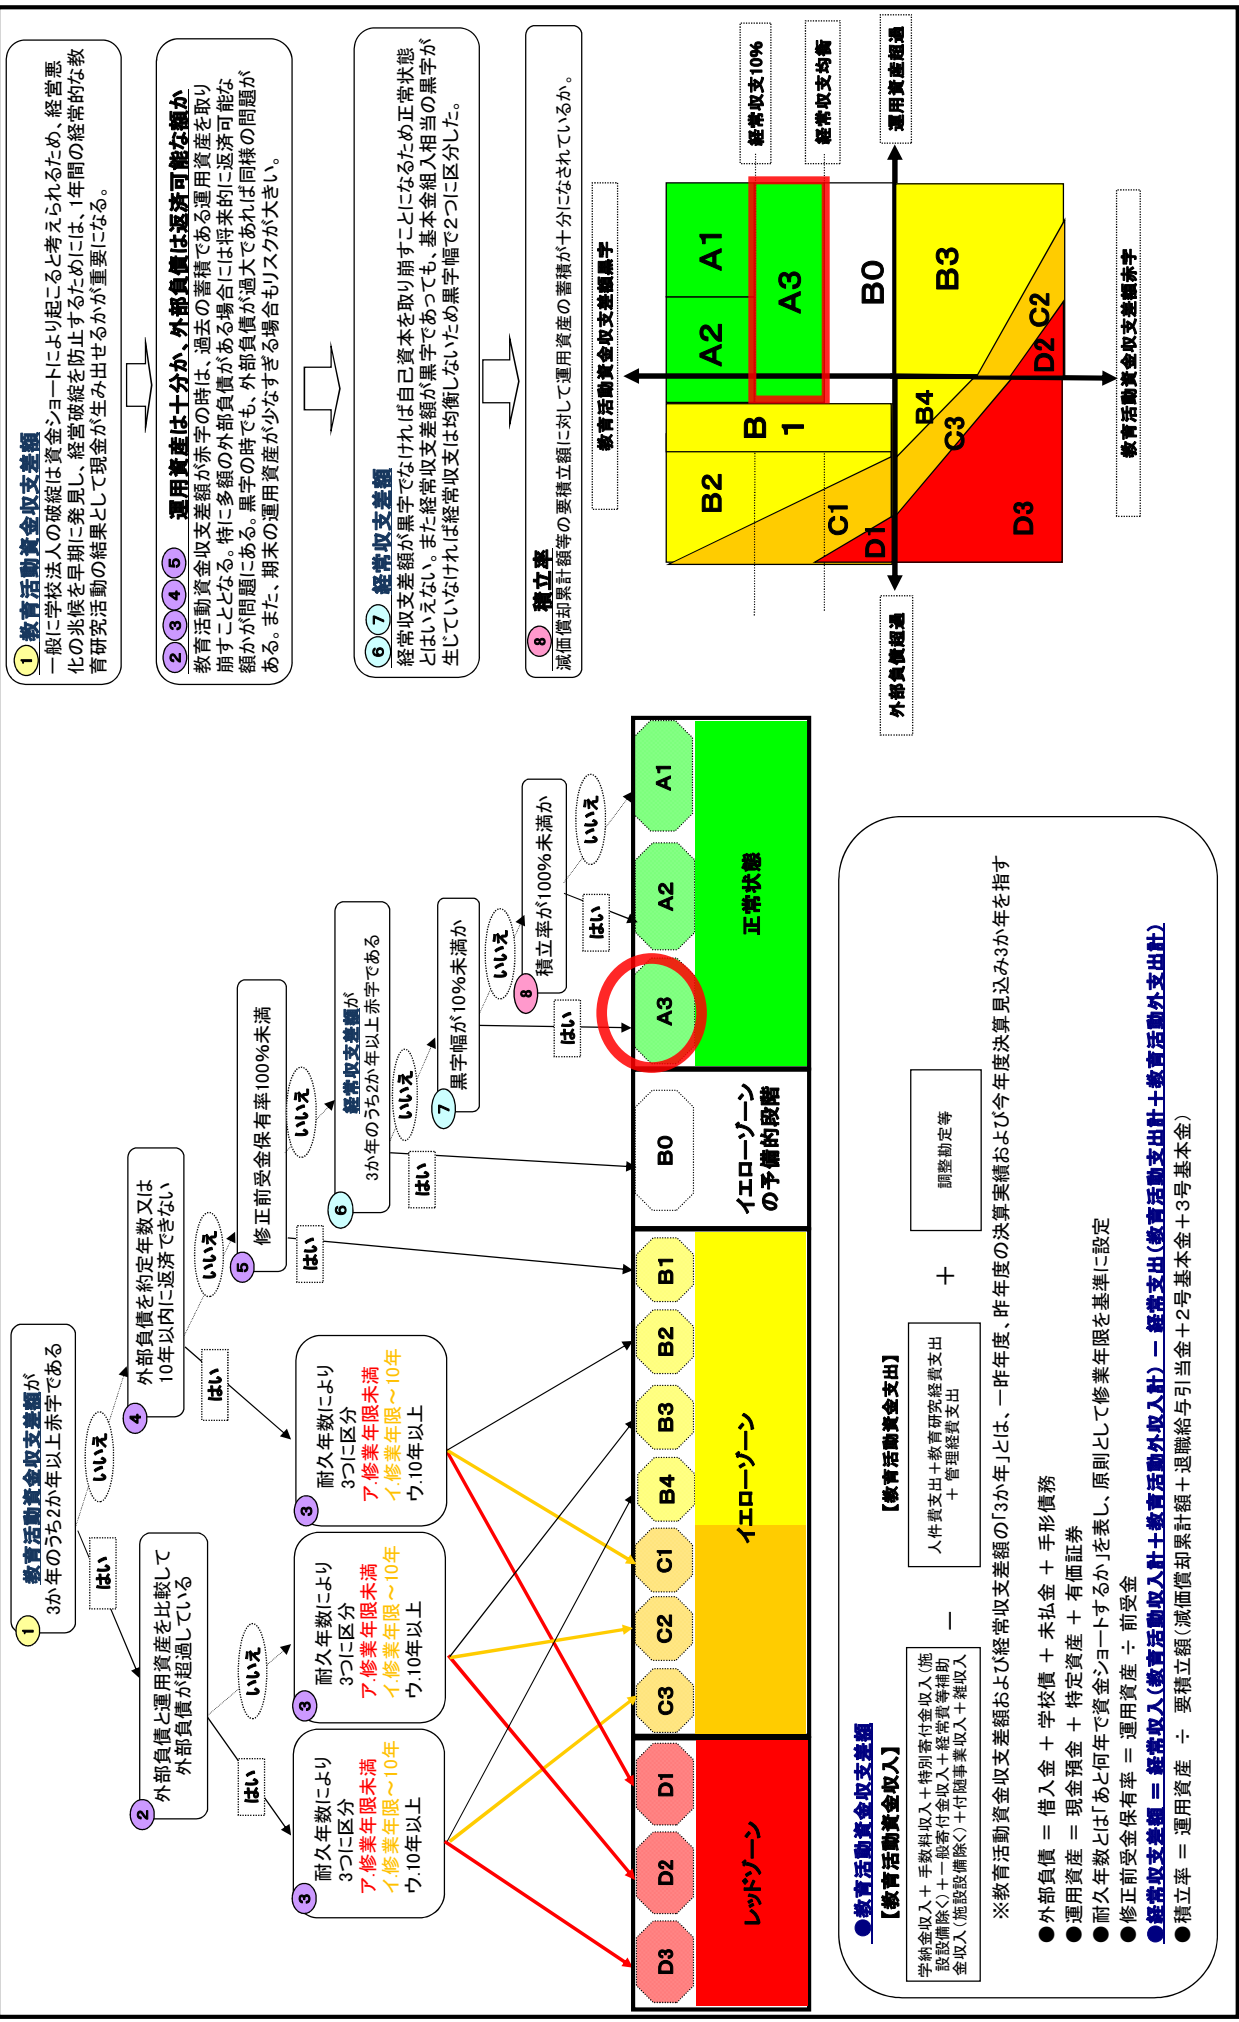 ① 教育活動資金収支差額が
3か年のうち2か年以上赤字である
はい
いいえ
② 外部負債と運用資産を比較して
外部負債が超過している
はい
いいえ
④ 外部負債を約定年数又は
10年以内に返済できない
はい
いいえ
⑤ 修正前受金保有率100%未満
はい
いいえ
⑥ 経常収支差額が
3か年のうち2か年以上赤字である
はい
いいえ
⑦ 黒字幅が10%未満か
はい
いいえ
⑧ 積立率が100%未満か
はい
いいえ
③ 耐久年数により
3つに区分
ア.修業年限未満
イ.修業年限～10年
ウ.10年以上
③ 耐久年数により
3つに区分
ア.修業年限未満
イ.修業年限～10年
ウ.10年以上
③ 耐久年数により
3つに区分
ア.修業年限未満
イ.修業年限～10年
ウ.10年以上
D3 D2 D1 C3 C2 C1 B4 B3 B2 B1 B0 A3 A2 A1
レッドゾーン
イエローゾーン
イエローゾーン
の予備的段階
正常状態
① 教育活動資金収支差額
一般に学校法人の破綻は資金ショートにより起こると考えられるため、経営悪
化の兆候を早期に発見し、経営破綻を防止するためには、1年間の経常的な教
育研究活動の結果として現金が生み出せるかが重要になる。
②③④⑤ 運用資産は十分か、外部負債は返済可能な額か
教育活動資金収支差額が赤字の時は、過去の蓄積である運用資産を取り
崩すこととなる。特に多額の外部負債がある場合には将来的に返済可能な
額かが問題にある。黒字の時でも、外部負債が過大であれば同様の問題が
ある。また、期末の運用資産が少なすぎる場合もリスクが大きい。
⑥⑦ 経常収支差額
経常収支差額が黒字でなければ自己資本を取り崩すことになるため正常状態
とはいえない。また経常収支差額が黒字であっても、基本金組入相当の黒字が
生じていなければ経常収支は均衡しないため黒字幅で2つに区分した。
⑧ 積立率
減価償却累計額等の要積立額に対して運用資産の蓄積が十分になされているか。
教育活動資金収支差額黒字
経常収支10%
経常収支均衡
運用資産超過
外部負債超過
教育活動資金収支差額赤字
A1
A2
A3
B0
B
1
B2
B3
B4
C1
C2
C3
D1
D2
D3
●教育活動資金収支差額
【教育活動資金収入】
学納金収入+手数料収入+特別寄付金収入(施
設設備除く)+一般寄付金収入+経常費等補助
金収入(施設設備除く)+付随事業収入+雑収入
－
【教育活動資金支出】
人件費支出+教育研究経費支出
+管理経費支出
＋
調整勘定等
※教育活動資金収支差額および経常収支差額の「3か年」とは、一昨年度、昨年度の決算実績および今年度決算見込み3か年を指す
●外部負債 ＝ 借入金 + 学校債 + 未払金 + 手形債務
●運用資産 ＝ 現金預金 + 特定資産 + 有価証券
●耐久年数とは「あと何年で資金ショートするか」を表し、原則として修業年限を基準に設定
●修正前受金保有率 ＝ 運用資産 ÷ 前受金
●経常収支差額 ＝ 経常収入(教育活動収入計+教育活動外収入計) － 経常支出(教育活動支出計+教育活動外支出計)
●積立率 ＝ 運用資産 ÷ 要積立額(減価償却累計額+退職給与引当金+2号基本金+3号基本金)